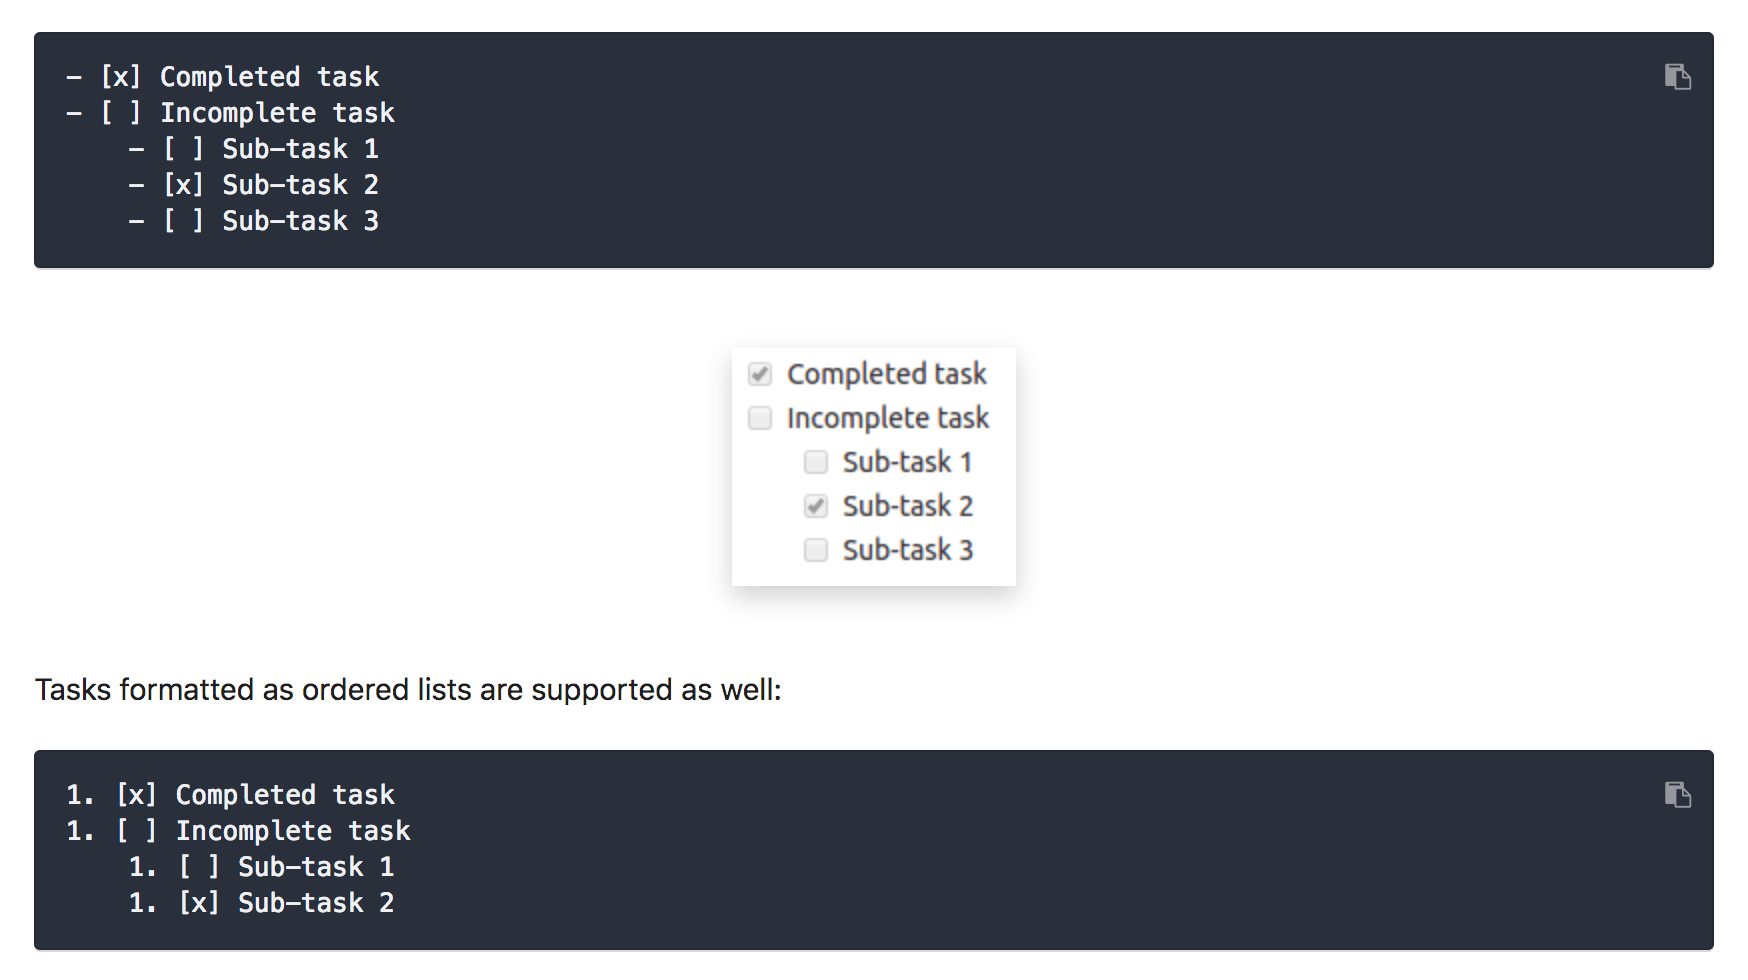 - [x] Completed task
- [ ] Incomplete task
    - [ ] Sub-task 1
    - [x] Sub-task 2
    - [ ] Sub-task 3
Completed task
Incomplete task
Sub-task 1
Sub-task 2
Sub-task 3
Tasks formatted as ordered lists are supported as well:
1. [x] Completed task
1. [ ] Incomplete task
    1. [ ] Sub-task 1
    1. [x] Sub-task 2